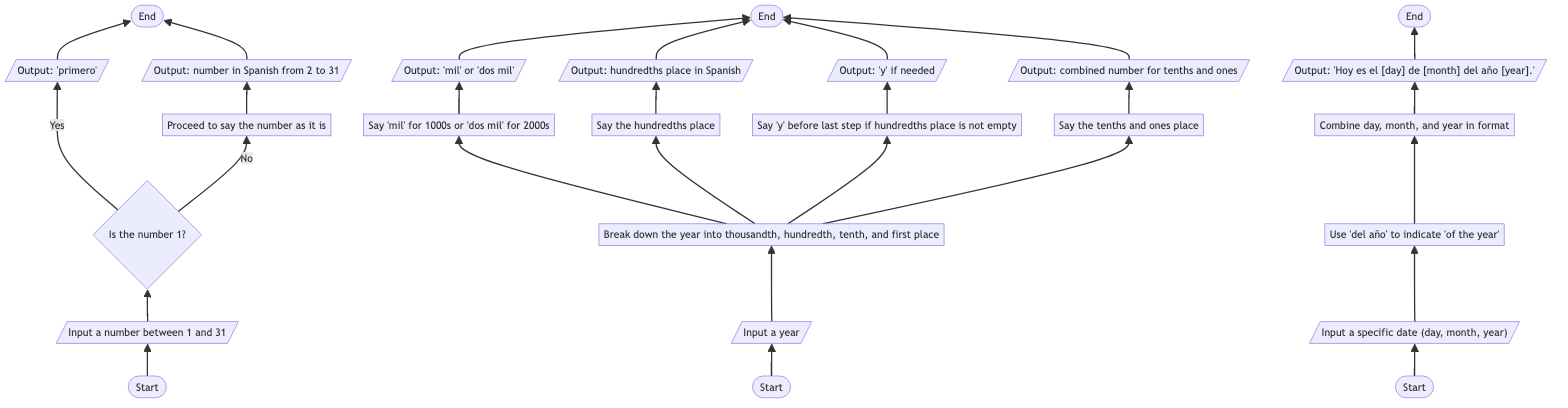 End
End
End
Output: 'primero'
Output: number in Spanish from 2 to 31
Output: 'mil' or 'dos mil'
Output: hundredths place in Spanish
Output: 'y' if needed
Output: combined number for tenths and ones
Output: 'Hoy es el [day] de [month] del año [year].'
Yes
Proceed to say the number as it is
Say 'mil' for 1000s or 'dos mil' for 2000s
Say the hundredths place
Say 'y' before last step if hundredths place is not empty
Say the tenths and ones place
Combine day, month, and year in format
No
Is the number 1?
Break down the year into thousandth, hundredth, tenth, and first place
Use 'del año' to indicate 'of the year'
Input a number between 1 and 31
Input a year
Input a specific date (day, month, year)
Start
Start
Start